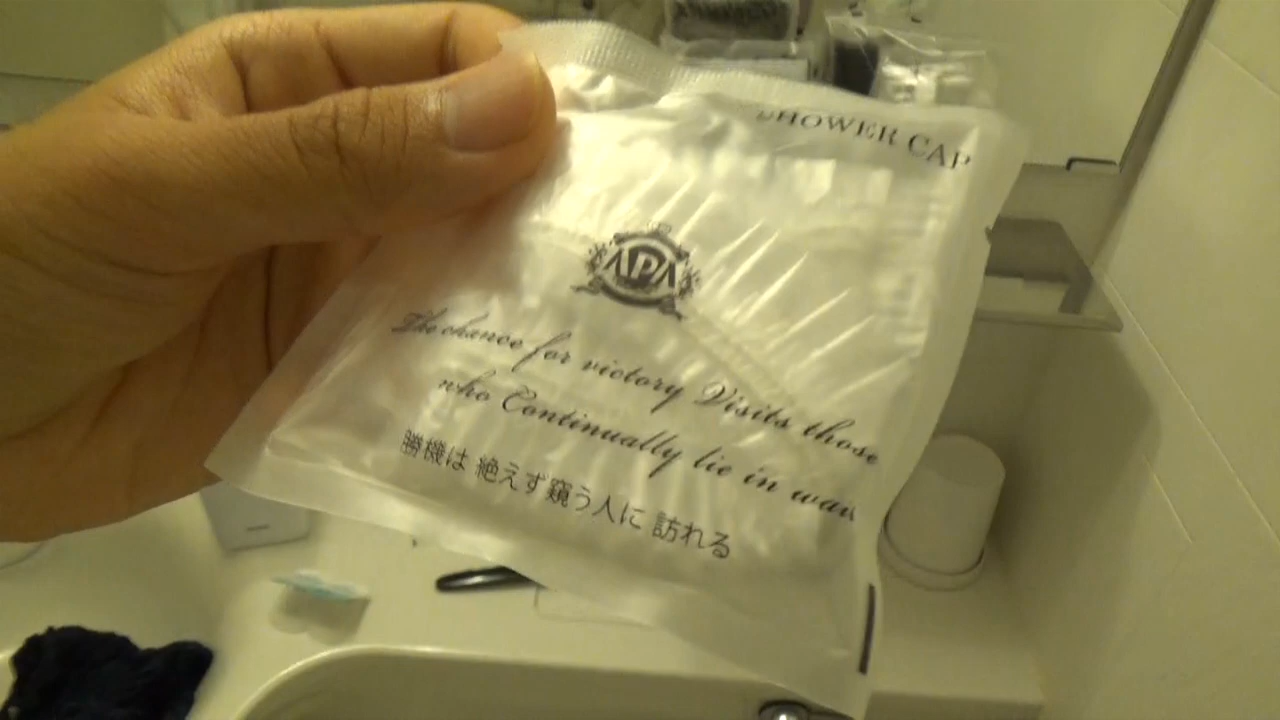 SHOWER CAP
APA
The chance for victory Visits those
who Continually lie in wait
勝機は 絶えず窺う人に 訪れる